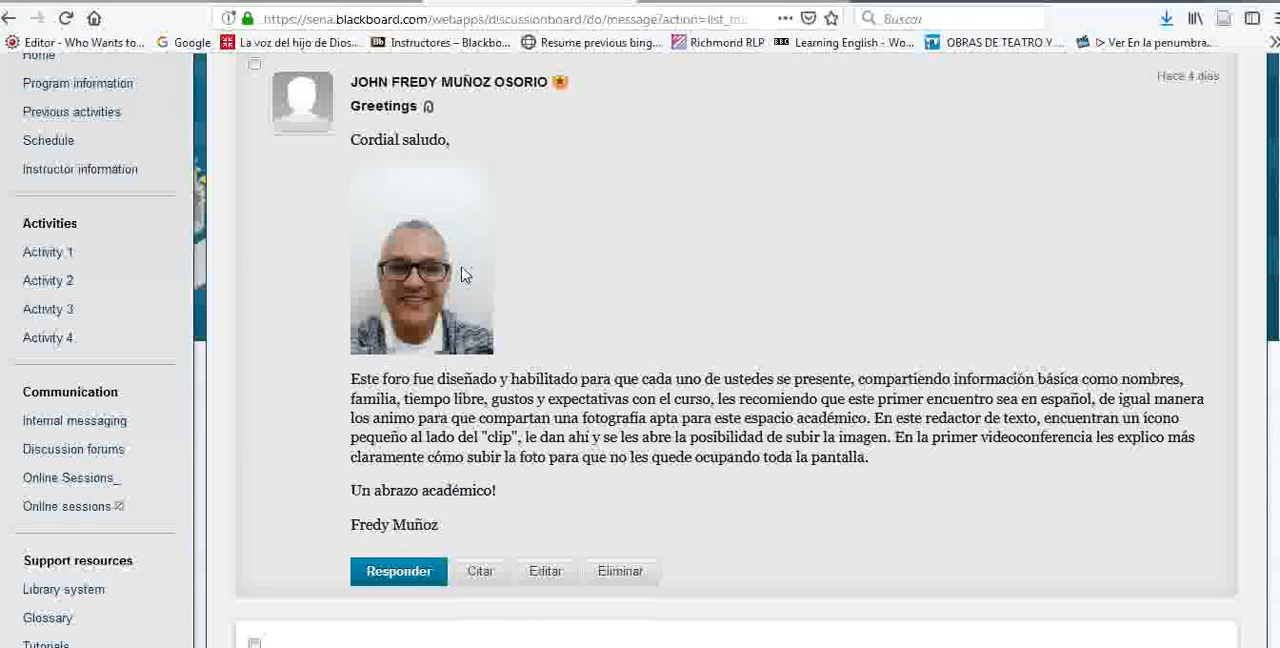 https://sena.blackboard.com/webapps/discussionboard/do/message?action=list_m
Buscar
Editor - Who Wants to...
Google
La voz del hijo de Dios...
Bb Instructores – Blackbo...
Resume previous bing...
Richmond RLP
Learning English - Wo...
OBRAS DE TEATRO Y ...
▷ Ver En la penumbra...
Home
Program information
Previous activities
Schedule
Instructor information
Activities
Activity 1
Activity 2
Activity 3
Activity 4
Communication
Internal messaging
Discussion forums
Online Sessions_
Online sessions
Support resources
Library system
Glossary
Tutorials
JOHN FREDY MUÑOZ OSORIO
Hace 4 días
Greetings
Cordial saludo,
Este foro fue diseñado y habilitado para que cada uno de ustedes se presente, compartiendo información básica como nombres,
familia, tiempo libre, gustos y expectativas con el curso, les recomiendo que este primer encuentro sea en español, de igual manera
los animo para que compartan una fotografía apta para este espacio académico. En este redactor de texto, encuentran un ícono
pequeño al lado del "clip", le dan ahí y se les abre la posibilidad de subir la imagen. En la primer videoconferencia les explico más
claramente cómo subir la foto para que no les quede ocupando toda la pantalla.
Un abrazo académico!
Fredy Muñoz
Responder
Citar
Editar
Eliminar